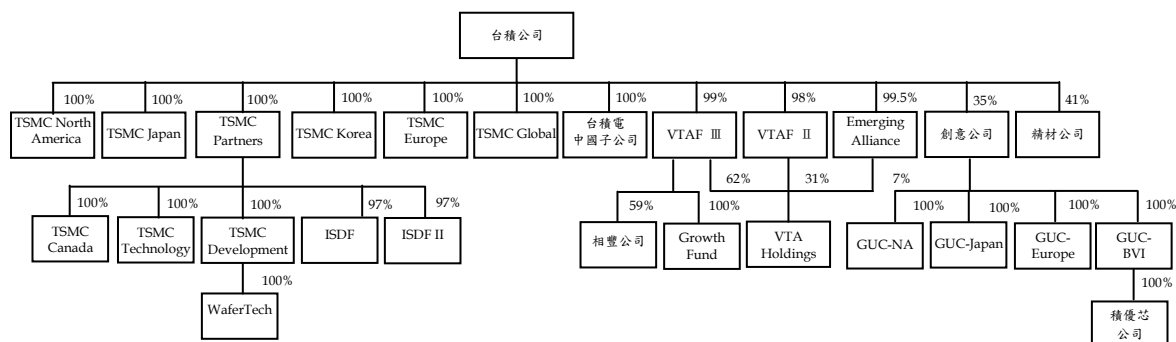 台積公司
100%
100%
100%
100%
100%
100%
100%
99%
98%
99.5%
35%
41%
TSMC North
America
TSMC Japan
TSMC
Partners
TSMC Korea
TSMC
Europe
TSMC Global
台積電
中國子公司
VTAF Ⅲ
VTAF Ⅱ
Emerging
Alliance
創意公司
精材公司
62%
31%
7%
100%
100%
100%
97%
97%
59%
100%
100%
100%
100%
100%
TSMC
Canada
TSMC
Technology
TSMC
Development
ISDF
ISDF II
相豐公司
Growth
Fund
VTA
Holdings
GUC-NA
GUC-Japan
GUC-
Europe
GUC-
BVI
100%
100%
WaferTech
積優芯
公司